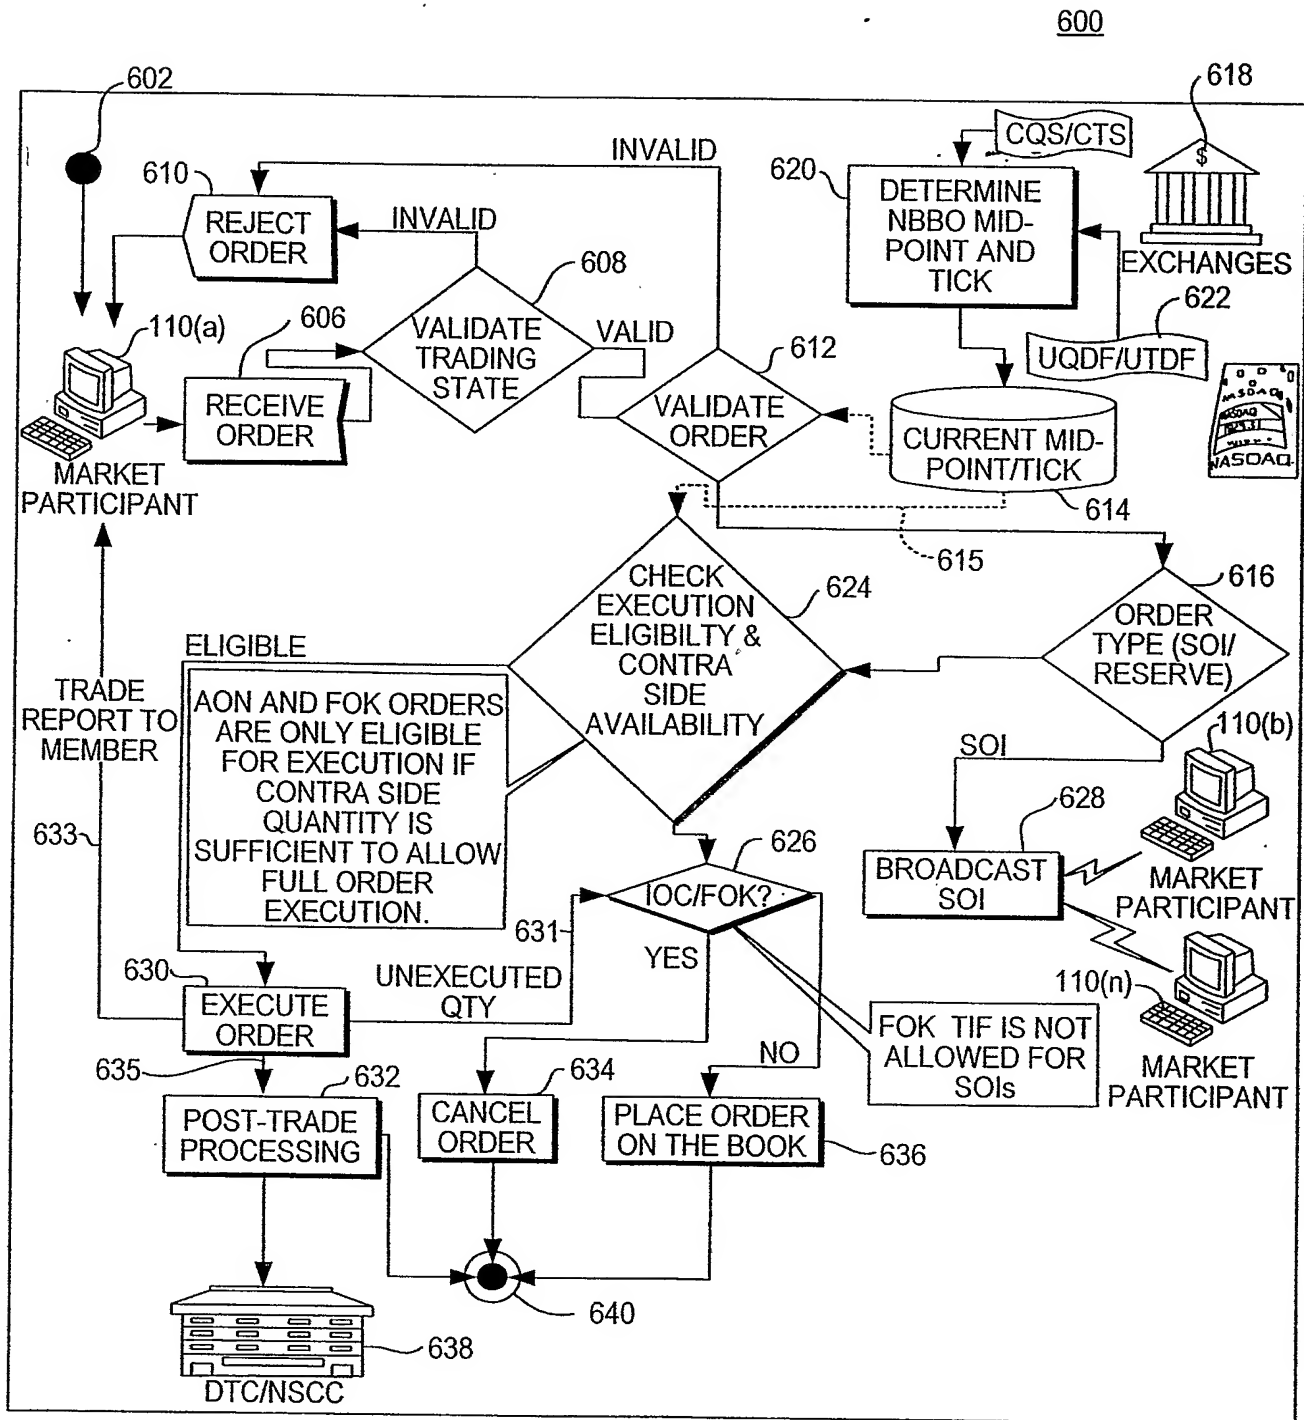 600
602
618
CQS/CTS
INVALID
610
620
DETERMINE
NBBO MID-
POINT AND
TICK
$
REJECT
ORDER
INVALID
EXCHANGES
608
622
110(a)
606
VALIDATE
TRADING
STATE
VALID
612
UQDF/UTDF
RECEIVE
ORDER
VALIDATE
ORDER
CURRENT MID-
POINT/TICK
NASDAQ
NASDAQ
MARKET
PARTICIPANT
614
615
CHECK
EXECUTION
ELIGIBILTY &
CONTRA
SIDE
AVAILABILITY
624
616
ORDER
TYPE (SOI/
RESERVE)
ELIGIBLE
TRADE
REPORT TO
MEMBER
AON AND FOK ORDERS
ARE ONLY ELIGIBLE
FOR EXECUTION IF
CONTRA SIDE
QUANTITY IS
SUFFICIENT TO ALLOW
FULL ORDER
EXECUTION.
SOI
110(b)
628
633
626
BROADCAST
SOI
MARKET
PARTICIPANT
IOC/FOK?
631
YES
630
UNEXECUTED
QTY
110(n)
EXECUTE
ORDER
FOK TIF IS NOT
ALLOWED FOR
SOIs
NO
MARKET
PARTICIPANT
635
632
634
POST-TRADE
PROCESSING
CANCEL
ORDER
PLACE ORDER
ON THE BOOK
636
640
638
DTC/NSCC